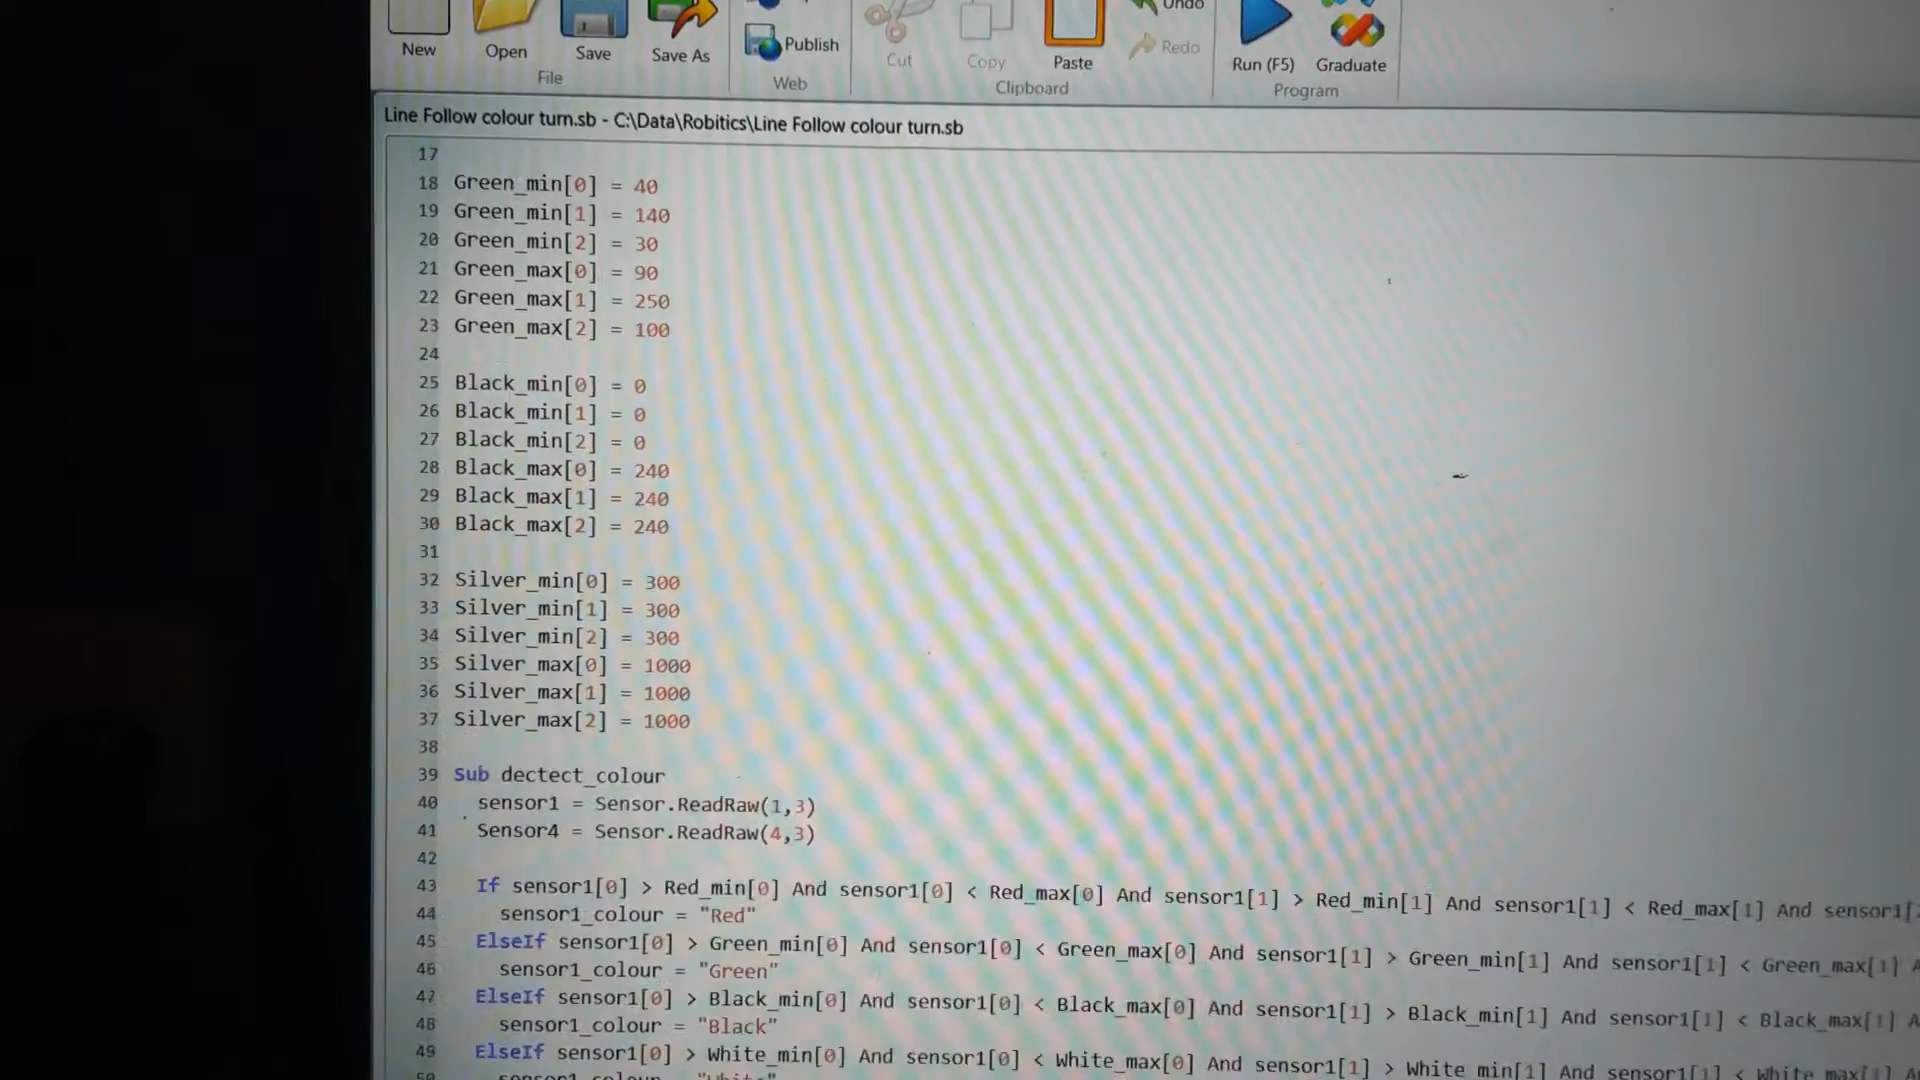 New Open Save Save As Publish Cut Copy Paste Undo Redo Run (F5) Graduate
File Web Clipboard Program
Line Follow colour turn.sb - C:\Data\Robitics\Line Follow colour turn.sb
17
18 Green_min[0] = 40
19 Green_min[1] = 140
20 Green_min[2] = 30
21 Green_max[0] = 90
22 Green_max[1] = 250
23 Green_max[2] = 100
24
25 Black_min[0] = 0
26 Black_min[1] = 0
27 Black_min[2] = 0
28 Black_max[0] = 240
29 Black_max[1] = 240
30 Black_max[2] = 240
31
32 Silver_min[0] = 300
33 Silver_min[1] = 300
34 Silver_min[2] = 300
35 Silver_max[0] = 1000
36 Silver_max[1] = 1000
37 Silver_max[2] = 1000
38
39 Sub dectect_colour
40 sensor1 = Sensor.ReadRaw(1,3)
41 Sensor4 = Sensor.ReadRaw(4,3)
42
43 If sensor1[0] > Red_min[0] And sensor1[0] < Red_max[0] And sensor1[1] > Red_min[1] And sensor1[1] < Red_max[1] And sensor1[
44 sensor1_colour = "Red"
45 ElseIf sensor1[0] > Green_min[0] And sensor1[0] < Green_max[0] And sensor1[1] > Green_min[1] And sensor1[1] < Green_max[1]
46 sensor1_colour = "Green"
47 ElseIf sensor1[0] > Black_min[0] And sensor1[0] < Black_max[0] And sensor1[1] > Black_min[1] And sensor1[1] < Black_max[1]
48 sensor1_colour = "Black"
49 ElseIf sensor1[0] > White_min[0] And sensor1[0] < White_max[0] And sensor1[1] > White_min[1] And sensor1[1] < White_max[1]